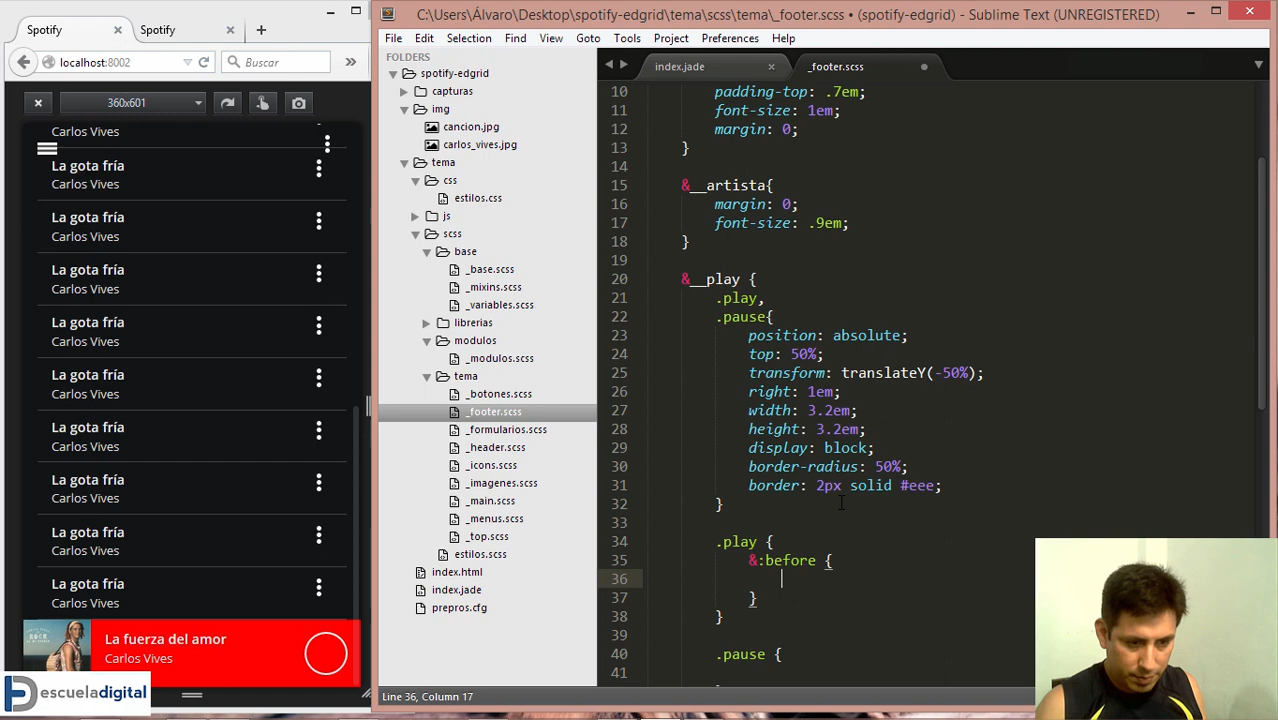 C:\Users\Álvaro\Desktop\spotify-edgrid\tema\scss\tema\_footer.scss • (spotify-edgrid) - Sublime Text (UNREGISTERED)
Spotify
Spotify
localhost:8002
Buscar
360x601
Carlos Vives
La gota fría
Carlos Vives
La gota fría
Carlos Vives
La gota fría
Carlos Vives
La gota fría
Carlos Vives
La gota fría
Carlos Vives
La gota fría
Carlos Vives
La gota fría
Carlos Vives
La gota fría
Carlos Vives
La gota fría
Carlos Vives
La fuerza del amor
Carlos Vives
escueladigital
File Edit Selection Find View Goto Tools Project Preferences Help
FOLDERS
spotify-edgrid
capturas
img
cancion.jpg
carlos_vives.jpg
tema
css
estilos.css
js
scss
base
_base.scss
_mixins.scss
_variables.scss
librerias
modulos
_modulos.scss
tema
_botones.scss
_footer.scss
_formularios.scss
_header.scss
_icons.scss
_imagenes.scss
_main.scss
_menus.scss
_top.scss
estilos.scss
index.html
index.jade
prepros.cfg
index.jade
_footer.scss
10 padding-top: .7em;
11 font-size: 1em;
12 margin: 0;
13 }
14
15 &__artista{
16 margin: 0;
17 font-size: .9em;
18 }
19
20 &__play {
21 .play,
22 .pause{
23 position: absolute;
24 top: 50%;
25 transform: translateY(-50%);
26 right: 1em;
27 width: 3.2em;
28 height: 3.2em;
29 display: block;
30 border-radius: 50%;
31 border: 2px solid #eee;
32 }
33
34 .play {
35 &:before {
36
37 }
38 }
39
40 .pause {
41
Line 36, Column 17